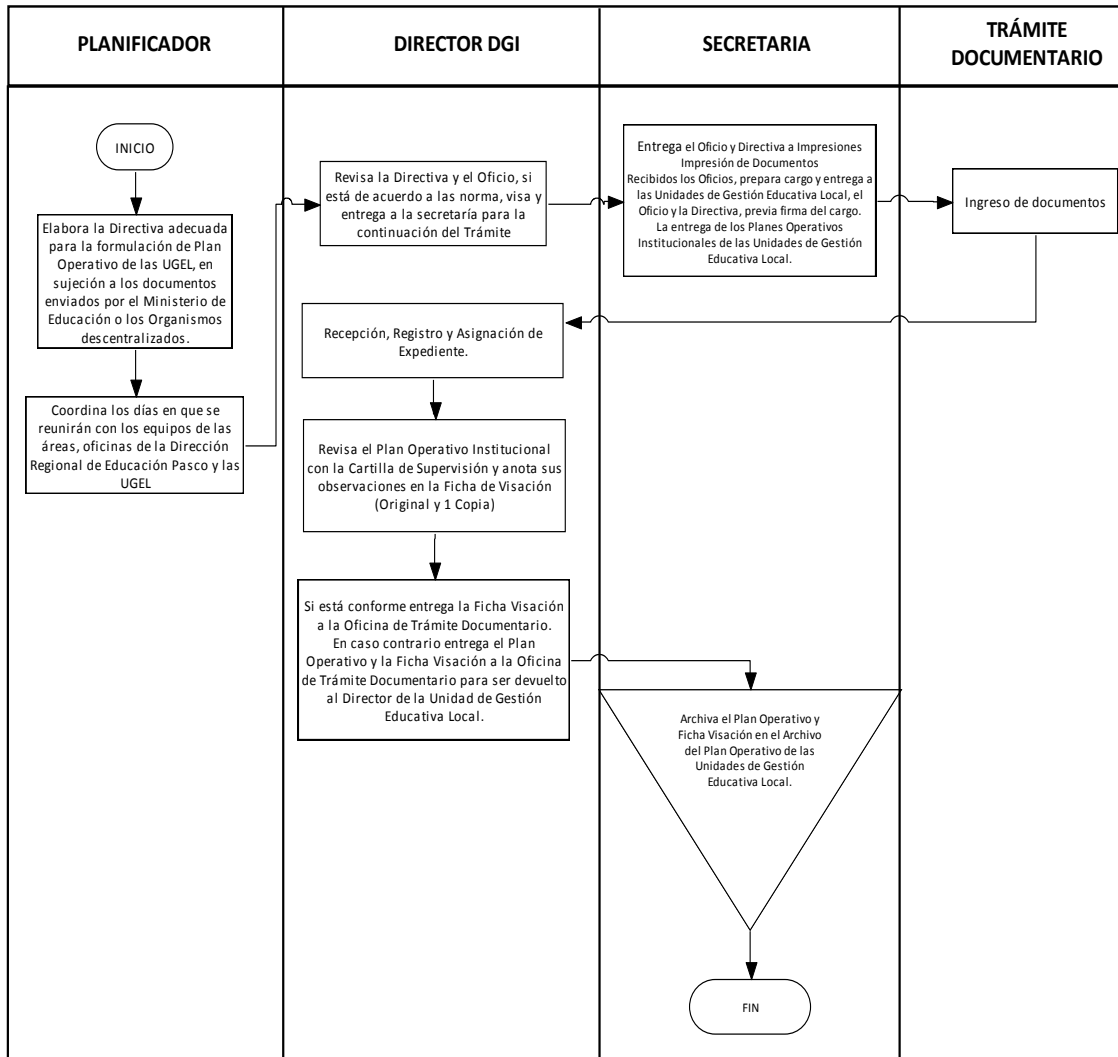 PLANIFICADOR
DIRECTOR DGI
SECRETARIA
TRÁMITE
DOCUMENTARIO
INICIO
Elabora la Directiva adecuada
para la formulación de Plan
Operativo de las UGEL, en
sujeción a los documentos
enviados por el Ministerio de
Educación o los Organismos
descentralizados.
Coordina los días en que se
reunirán con los equipos de las
áreas, oficinas de la Dirección
Regional de Educación Pasco y las
UGEL
Revisa la Directiva y el Oficio, si
está de acuerdo a las norma, visa y
entrega a la secretaría para la
continuación del Trámite
Entrega el Oficio y Directiva a Impresiones
Impresión de Documentos
Recibidos los Oficios, prepara cargo y entrega a
las Unidades de Gestión Educativa Local, el
Oficio y la Directiva, previa firma del cargo.
La entrega de los Planes Operativos
Institucionales de las Unidades de Gestión
Educativa Local.
Ingreso de documentos
Recepción, Registro y Asignación de
Expediente.
Revisa el Plan Operativo Institucional
con la Cartilla de Supervisión y anota sus
observaciones en la Ficha de Visación
(Original y 1 Copia)
Si está conforme entrega la Ficha Visación
a la Oficina de Trámite Documentario.
En caso contrario entrega el Plan
Operativo y la Ficha Visación a la Oficina
de Trámite Documentario para ser devuelto
al Director de la Unidad de Gestión
Educativa Local.
Archiva el Plan Operativo y
Ficha Visación en el Archivo
del Plan Operativo de las
Unidades de Gestión
Educativa Local.
FIN